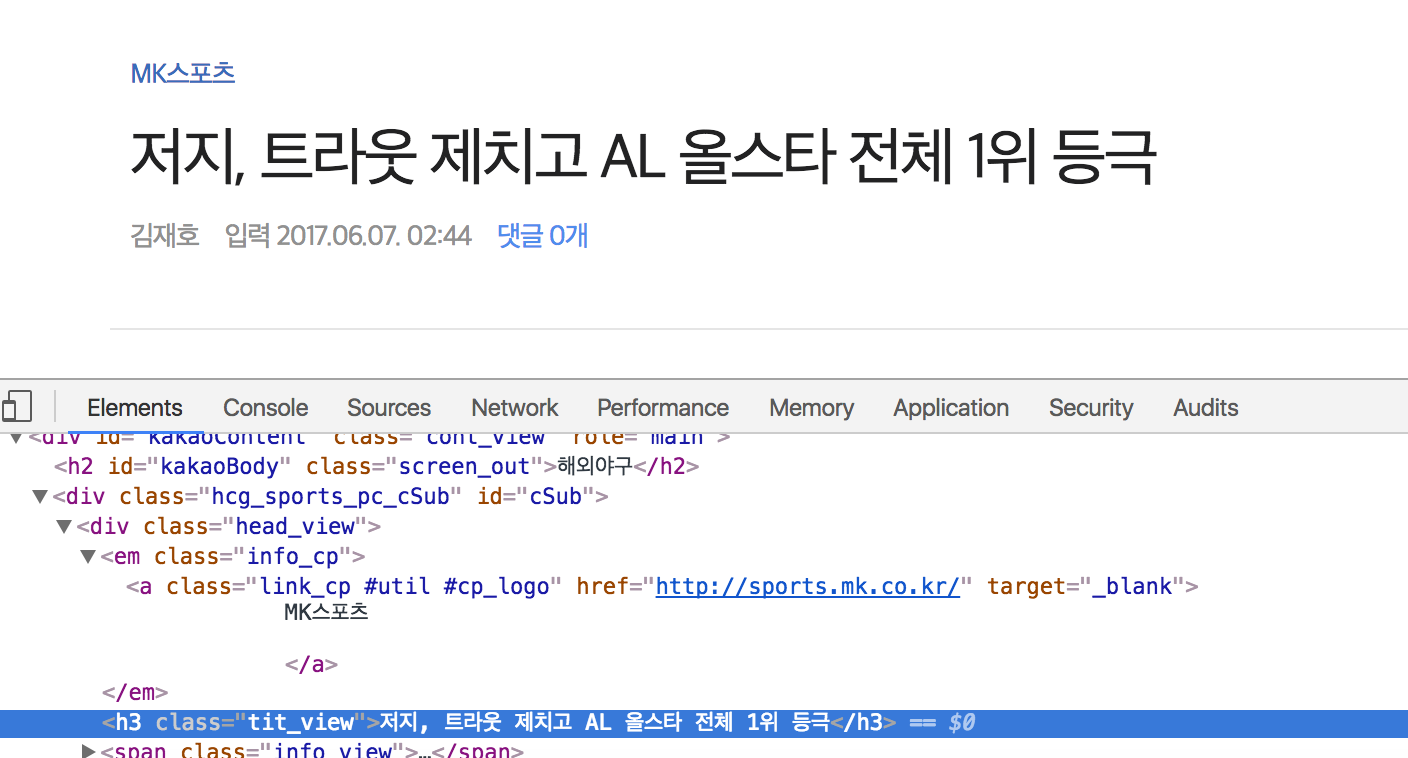 MK스포츠
저지, 트라웃 제치고 AL 올스타 전체 1위 등극
김재호 입력 2017.06.07. 02:44 댓글 0개
Elements Console Sources Network Performance Memory Application Security Audits
▼<div id="kakaoContent" class="cont_view" role="main">
<h2 id="kakaoBody" class="screen_out">해외야구</h2>
▼<div class="hcg_sports_pc_cSub" id="cSub">
▼<div class="head_view">
▼<em class="info_cp">
<a class="link_cp #util #cp_logo" href="http://sports.mk.co.kr/" target="_blank">
MK스포츠
</a>
</em>
<h3 class="tit_view">저지, 트라웃 제치고 AL 올스타 전체 1위 등극</h3> == $0
▶<span class="info_view">…</span>